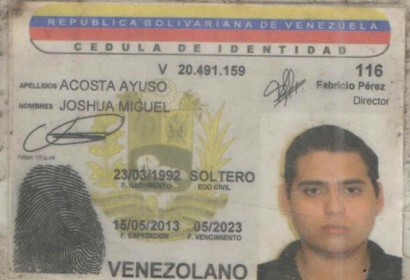 REPÚBLICA BOLIVARIANA DE VENEZUELA
CEDULA DE IDENTIDAD
V 20.491.159
116
APELLIDOS ACOSTA AYUSO
Fabricio Pérez
Director
NOMBRES JOSHUA MIGUEL
FIRMA TITULAR
23/03/1992 SOLTERO
F. NACIMIENTO EDO CIVIL
15/05/2013 05/2023
F. EXPEDICION F. VENCIMIENTO
VENEZOLANO